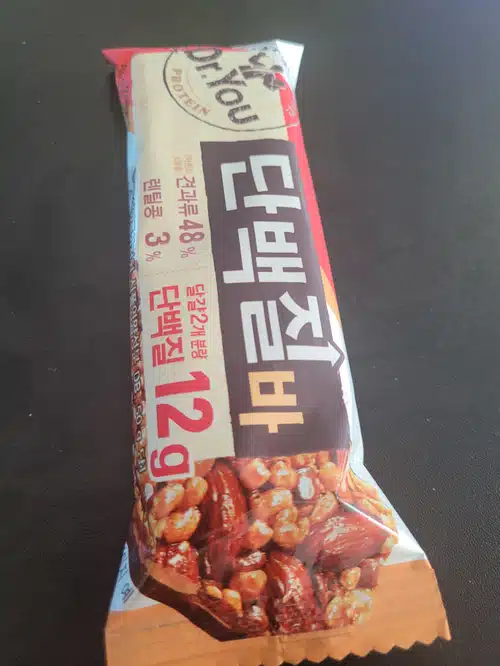 Dr.You
PROTEIN
단백질바
견과류 48%
렌틸콩 3%
달걀2개 분량
단백질 12g